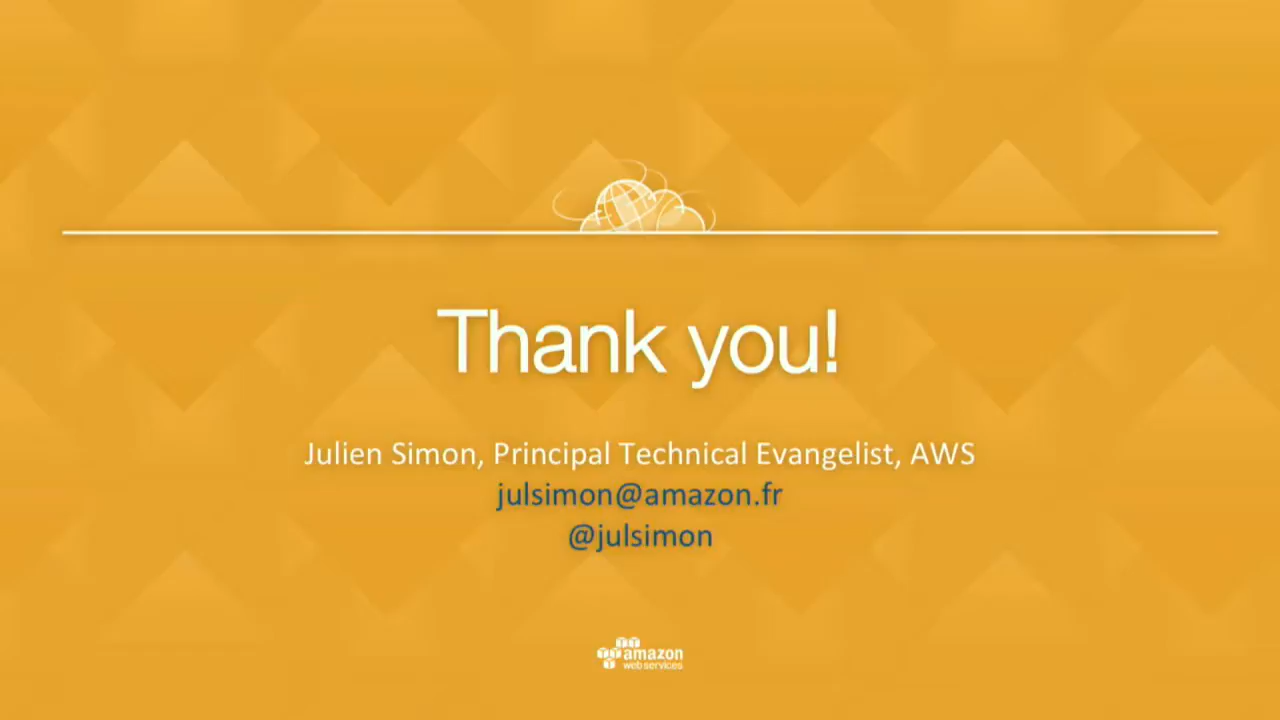 Thank you!
Julien Simon, Principal Technical Evangelist, AWS
julsimon@amazon.fr
@julsimon
amazon
web services